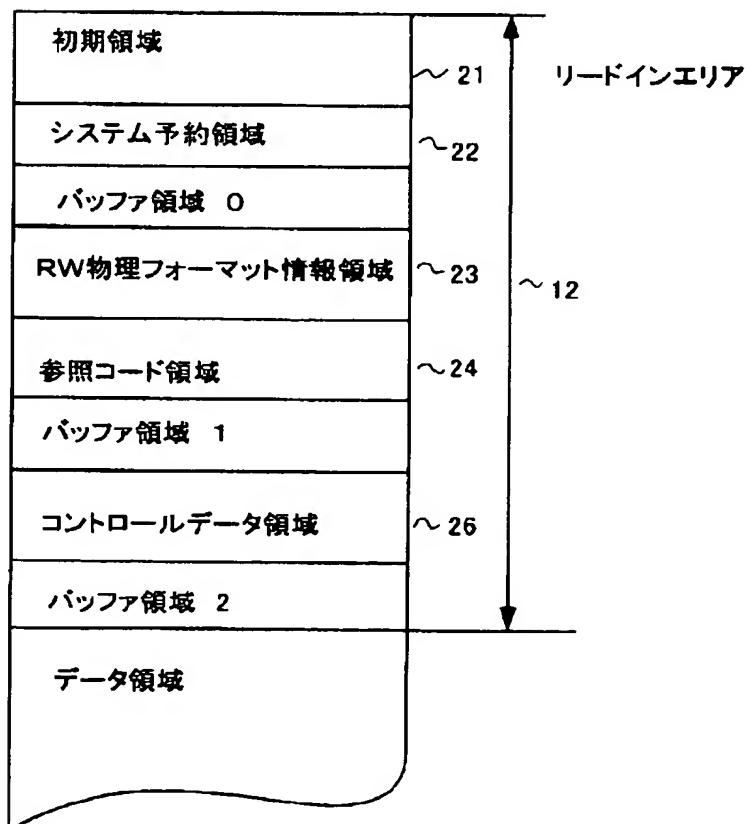 初期領域
～21
リードインエリア
システム予約領域
～22
バッファ領域 0
RW物理フォーマット情報領域
～23
～12
参照コード領域
～24
バッファ領域 1
コントロールデータ領域
～26
バッファ領域 2
データ領域